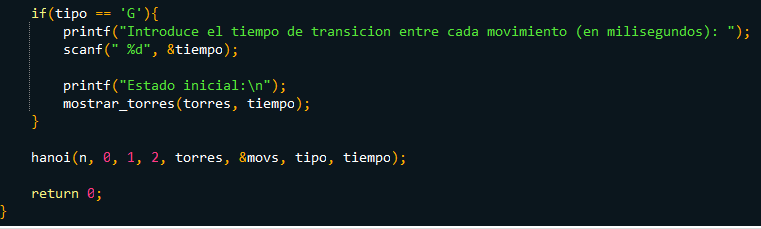 if(tipo == 'G'){
printf("Introduce el tiempo de transicion entre cada movimiento (en milisegundos): ");
scanf(" %d", &tiempo);
printf("Estado inicial:\n");
mostrar_torres(torres, tiempo);
}
hanoi(n, 0, 1, 2, torres, &movs, tipo, tiempo);
return 0;
}